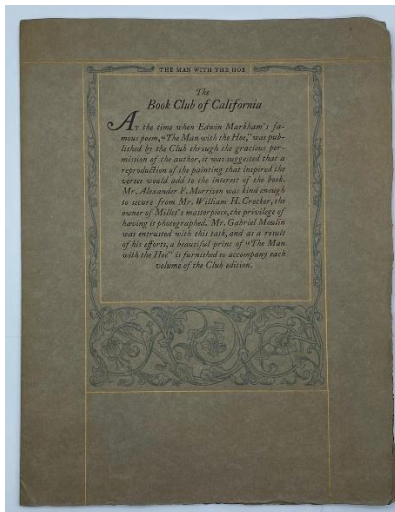 THE MAN WITH THE HOE
The
Book Club of California
At the time when Edwin Markham's fa-
mous poem, "The Man with the Hoe," was pub-
lished by the Club through the gracious per-
mission of the author, it was suggested that a
reproduction of the painting that inspired the
verses would add to the interest of the book.
Mr. Alexander F. Morrison was kind enough
to secure from Mr. William H. Crocker, the
owner of Millet's masterpiece, the privilege of
having it photographed. Mr. Gabriel Moulin
was entrusted with this task, and as a result
of his efforts, a beautiful print of "The Man
with the Hoe" is furnished to accompany each
volume of the Club edition.